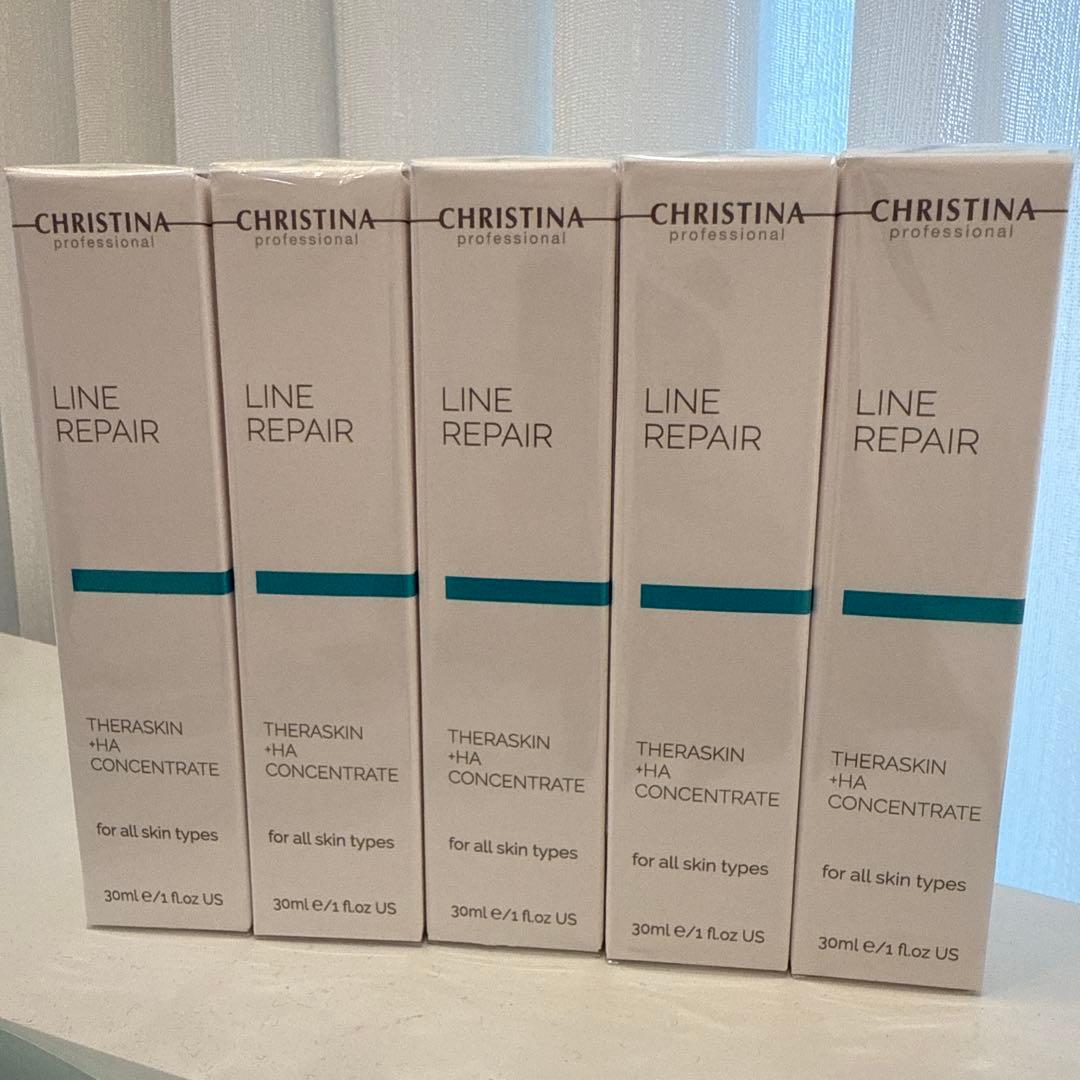 CHRISTINA
professional
LINE
REPAIR
THERASKIN
+HA
CONCENTRATE
for all skin types
30ml e/1 fl.oz US
CHRISTINA
professional
LINE
REPAIR
THERASKIN
+HA
CONCENTRATE
for all skin types
30ml e/1 fl.oz US
CHRISTINA
professional
LINE
REPAIR
THERASKIN
+HA
CONCENTRATE
for all skin types
30ml e/1 fl.oz US
CHRISTINA
professional
LINE
REPAIR
THERASKIN
+HA
CONCENTRATE
for all skin types
30ml e/1 fl.oz US
CHRISTINA
professional
LINE
REPAIR
THERASKIN
+HA
CONCENTRATE
for all skin types
30ml e/1 fl.oz US